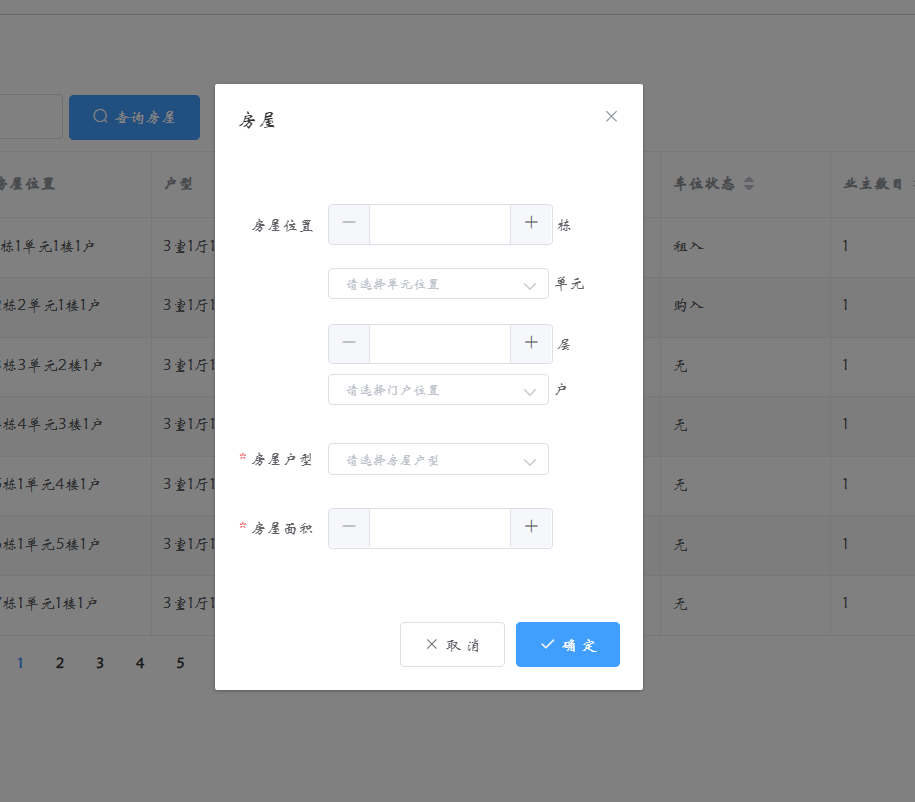 查询房屋
房屋位置 户型 车位状态 业主数目
栋1单元1楼1户 3室1厅1 租入 1
栋2单元1楼1户 3室1厅1 购入 1
栋3单元2楼1户 3室1厅1 无 1
栋4单元3楼1户 3室1厅1 无 1
栋1单元4楼1户 3室1厅1 无 1
栋1单元5楼1户 3室1厅1 无 1
栋1单元1楼1户 3室1厅1 无 1
1 2 3 4 5
房屋
房屋位置 栋
请选择单元位置 单元
层
请选择门户位置 户
* 房屋户型 请选择房屋户型
* 房屋面积
取消 确定